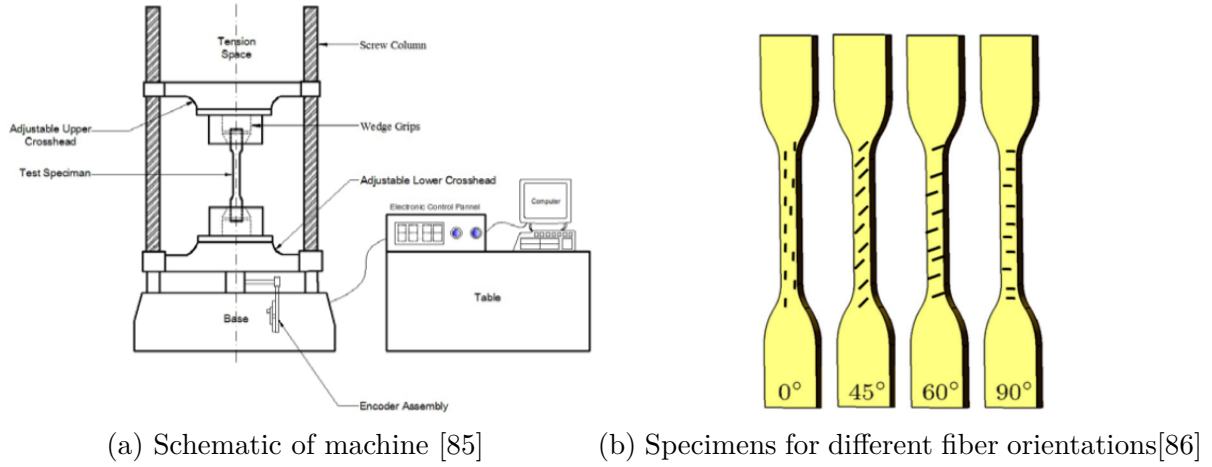 Tension
Space
Screw Column
Adjustable Upper
Crosshead
Wedge Grips
Test Speciman
Adjustable Lower Crosshead
Electronic Control Pannel
Computer
Table
Base
Encoder Assembly
0°
45°
60°
90°
(a) Schematic of machine [85]
(b) Specimens for different fiber orientations[86]